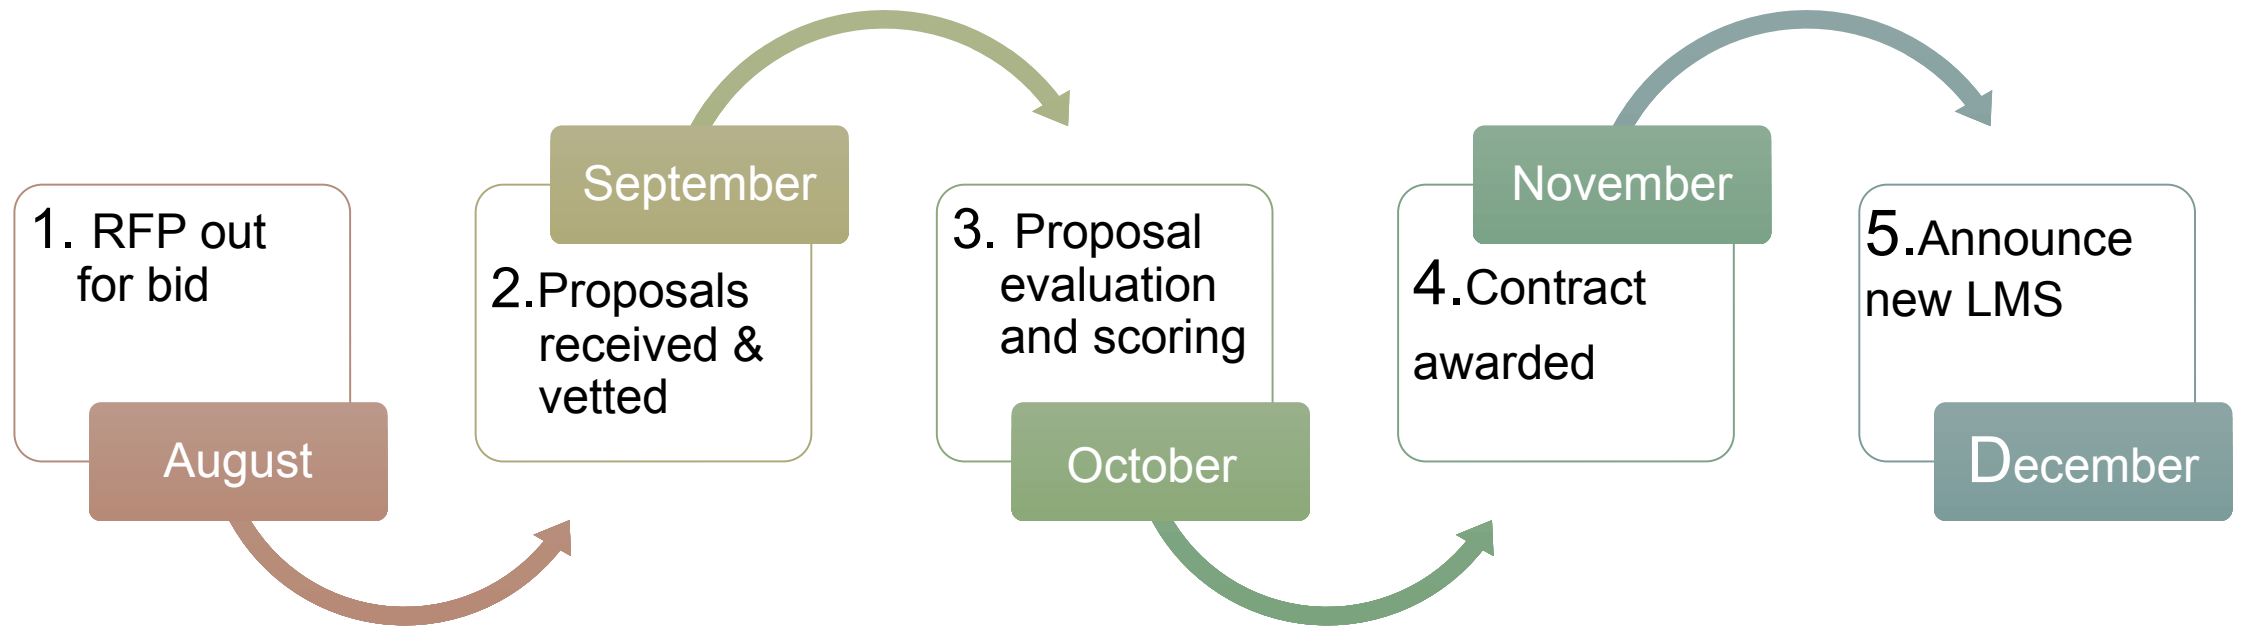 1. RFP out
for bid
August
September
2.Proposals
received &
vetted
3. Proposal
evaluation
and scoring
October
November
4.Contract
awarded
5.Announce
new LMS
December